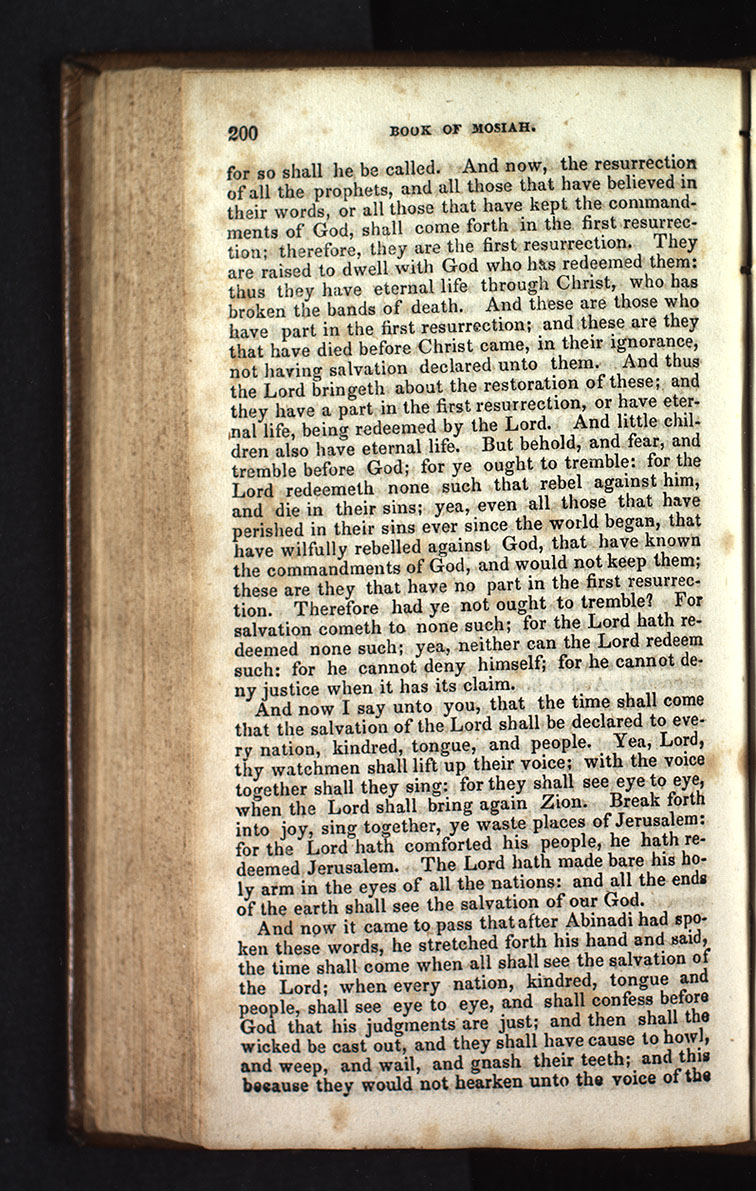 200 BOOK OF MOSIAH.
for so shall he be called. And now, the resurrection
of all the prophets, and all those that have believed in
their words, or all those that have kept the command-
ments of God, shall come forth in the first resurrec-
tion; therefore, they are the first resurrection. They
are raised to dwell with God who has redeemed them:
thus they have eternal life through Christ, who has
broken the bands of death. And these are those who
have part in the first resurrection; and these are they
that have died before Christ came, in their ignorance,
not having salvation declared unto them. And thus
the Lord bringeth about the restoration of these; and
they have a part in the first resurrection, or have eter-
nal life, being redeemed by the Lord. And little chil-
dren also have eternal life. But behold, and fear, and
tremble before God; for ye ought to tremble: for the
Lord redeemeth none such that rebel against him,
and die in their sins; yea, even all those that have
perished in their sins ever since the world began, that
have wilfully rebelled against God, that have known
the commandments of God, and would not keep them;
these are they that have no part in the first resurrec-
tion. Therefore had ye not ought to tremble? For
salvation cometh to none such; for the Lord hath re-
deemed none such; yea, neither can the Lord redeem
such: for he cannot deny himself; for he cannot de-
ny justice when it has its claim.
And now I say unto you, that the time shall come
that the salvation of the Lord shall be declared to eve-
ry nation, kindred, tongue, and people. Yea, Lord,
thy watchmen shall lift up their voice; with the voice
together shall they sing: for they shall see eye to eye,
when the Lord shall bring again Zion. Break forth
into joy, sing together, ye waste places of Jerusalem:
for the Lord hath comforted his people, he hath re-
deemed Jerusalem. The Lord hath made bare his ho-
ly arm in the eyes of all the nations: and all the ends
of the earth shall see the salvation of our God.
And now it came to pass that after Abinadi had spo-
ken these words, he stretched forth his hand and said,
the time shall come when all shall see the salvation of
the Lord; when every nation, kindred, tongue and
people, shall see eye to eye, and shall confess before
God that his judgments are just; and then shall the
wicked be cast out, and they shall have cause to howl,
and weep, and wail, and gnash their teeth; and this
because they would not hearken unto the voice of the